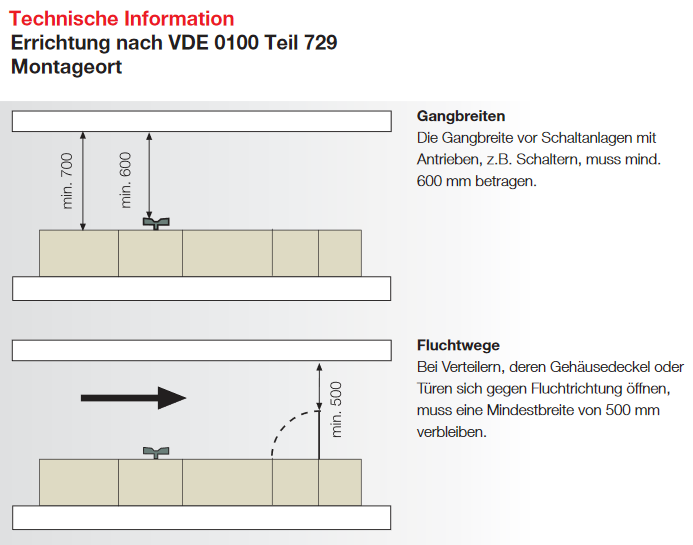 Technische Information
Errichtung nach VDE 0100 Teil 729
Montageort
min. 700
min. 600
Gangbreiten
Die Gangbreite vor Schaltanlagen mit
Antrieben, z.B. Schaltern, muss mind.
600 mm betragen.
min. 500
Fluchtwege
Bei Verteilern, deren Gehäusedeckel oder
Türen sich gegen Fluchtrichtung öffnen,
muss eine Mindestbreite von 500 mm
verbleiben.